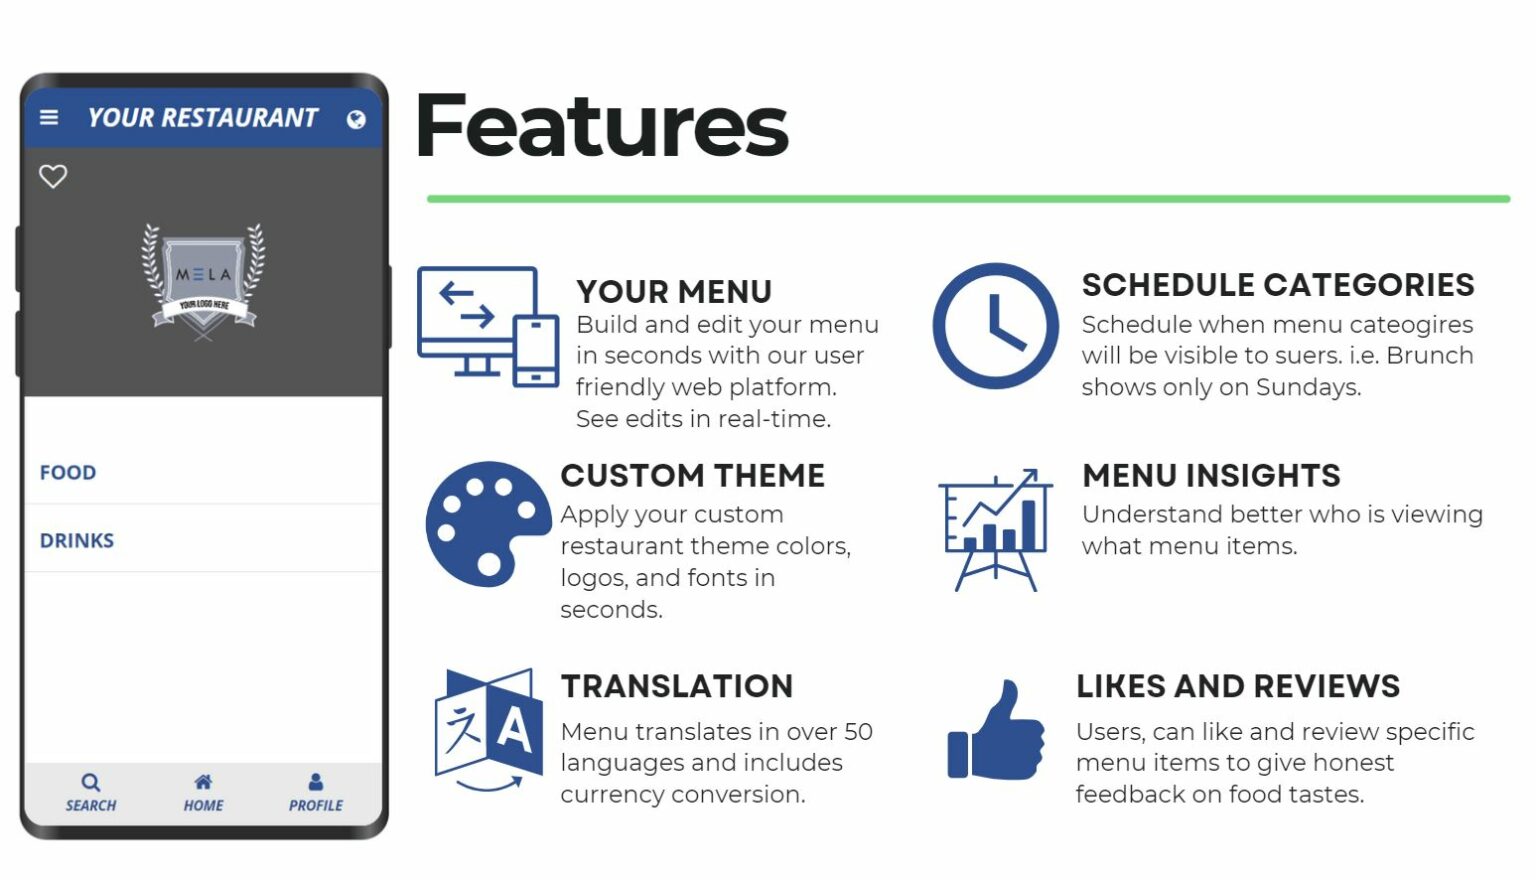 YOUR RESTAURANT
MΞLA
YOUR LOGO HERE
FOOD
DRINKS
SEARCH
HOME
PROFILE
Features
YOUR MENU
Build and edit your menu
in seconds with our user
friendly web platform.
See edits in real-time.
SCHEDULE CATEGORIES
Schedule when menu cateogires
will be visible to suers. i.e. Brunch
shows only on Sundays.
CUSTOM THEME
Apply your custom
restaurant theme colors,
logos, and fonts in
seconds.
MENU INSIGHTS
Understand better who is viewing
what menu items.
A
TRANSLATION
Menu translates in over 50
languages and includes
currency conversion.
LIKES AND REVIEWS
Users, can like and review specific
menu items to give honest
feedback on food tastes.